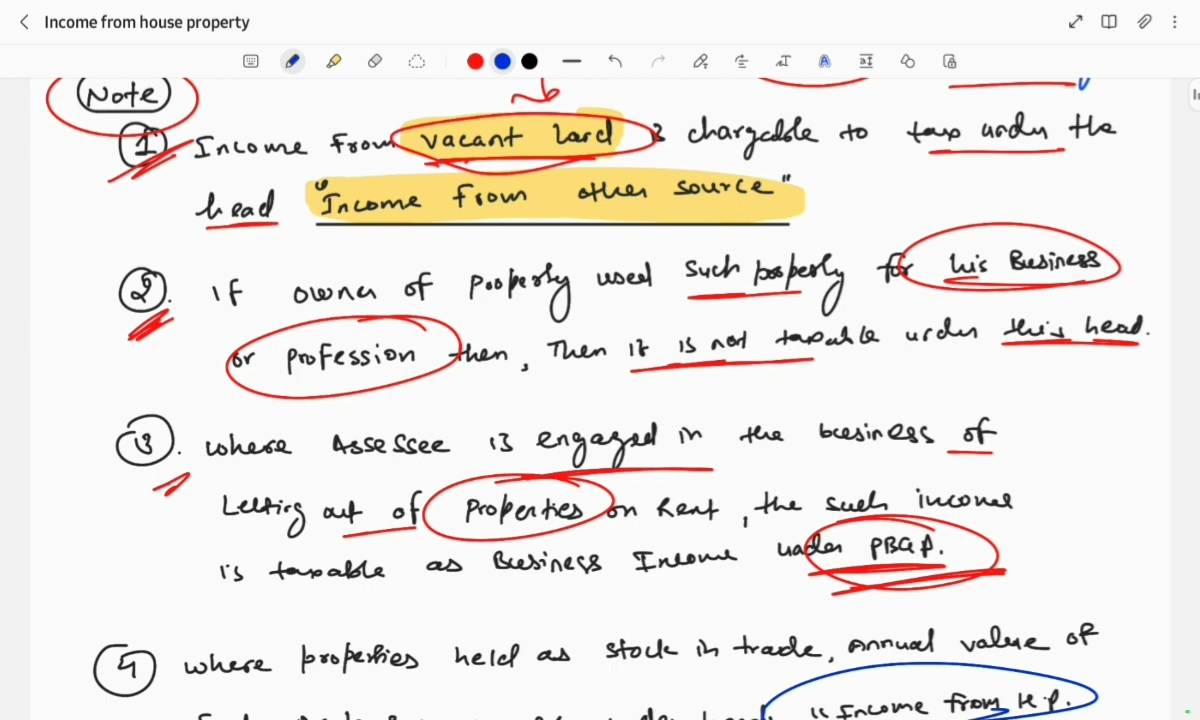 Income from house property
(Note)
① Income from vacant land is chargeable to tax under the
head "Income from other source"
②. If owner of property used such property for his Business
or profession then, Then it is not taxable under this head.
③. where Assessee is engaged in the business of
Letting out of Properties on Rent, the such income
is taxable as Business Income under PBGP.
④ where properties held as stock in trade, Annual value of
"Income from H.P.